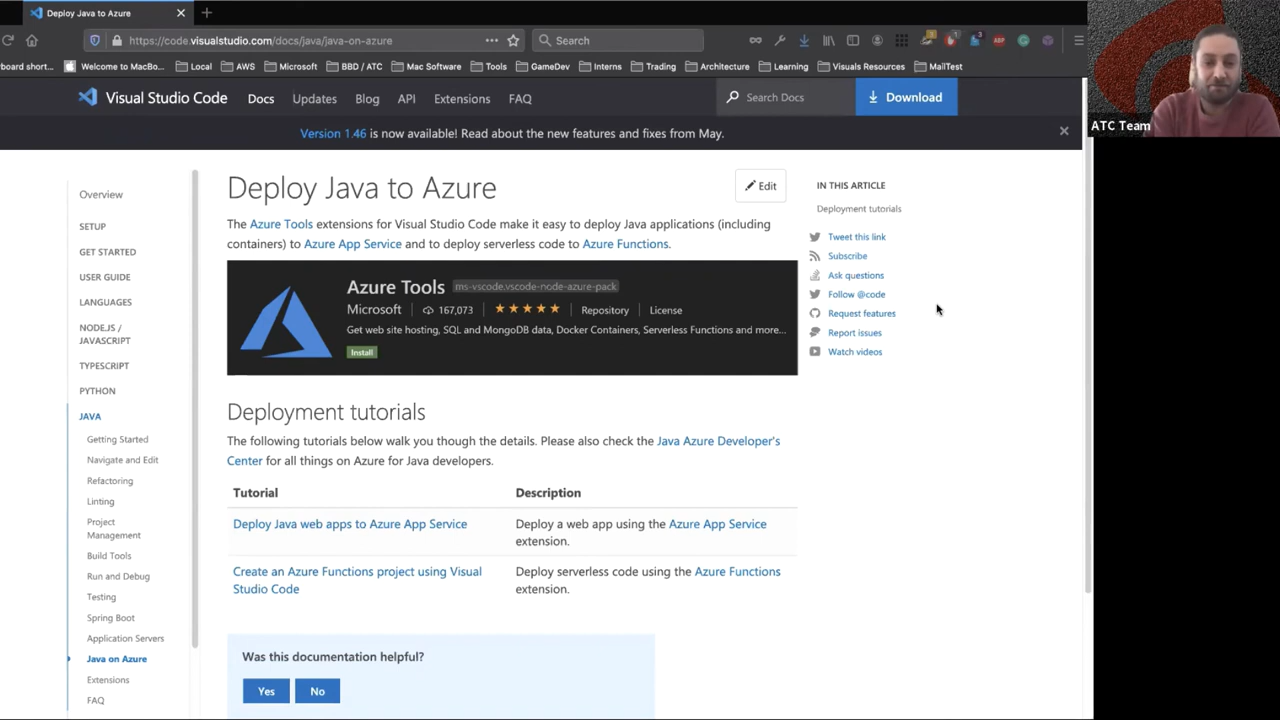 Deploy Java to Azure
https://code.visualstudio.com/docs/java/java-on-azure
Search
board short... Welcome to MacBo... Local AWS Microsoft BBD / ATC Mac Software Tools GameDev Interns Trading Architecture Learning Visuals Resources MailTest
Visual Studio Code Docs Updates Blog API Extensions FAQ Search Docs Download
Version 1.46 is now available! Read about the new features and fixes from May.
ATC Team
Overview
SETUP
GET STARTED
USER GUIDE
LANGUAGES
NODE.JS /
JAVASCRIPT
TYPESCRIPT
PYTHON
JAVA
Getting Started
Navigate and Edit
Refactoring
Linting
Project
Management
Build Tools
Run and Debug
Testing
Spring Boot
Application Servers
Java on Azure
Extensions
FAQ
Deploy Java to Azure
Edit
The Azure Tools extensions for Visual Studio Code make it easy to deploy Java applications (including
containers) to Azure App Service and to deploy serverless code to Azure Functions.
Azure Tools ms-vscode.vscode-node-azure-pack
Microsoft 167,073 Repository License
Get web site hosting, SQL and MongoDB data, Docker Containers, Serverless Functions and more...
Install
Deployment tutorials
The following tutorials below walk you though the details. Please also check the Java Azure Developer's
Center for all things on Azure for Java developers.
Tutorial Description
Deploy Java web apps to Azure App Service Deploy a web app using the Azure App Service
extension.
Create an Azure Functions project using Visual Deploy serverless code using the Azure Functions
Studio Code extension.
Was this documentation helpful?
Yes No
IN THIS ARTICLE
Deployment tutorials
Tweet this link
Subscribe
Ask questions
Follow @code
Request features
Report issues
Watch videos